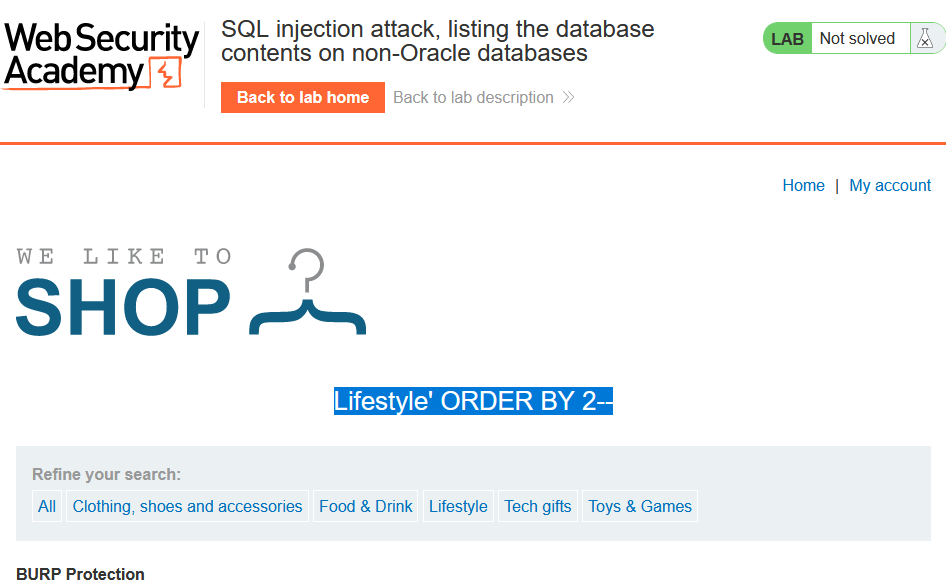 Web Security
Academy
SQL injection attack, listing the database
contents on non-Oracle databases
Back to lab home
Back to lab description
LAB
Not solved
Home | My account
WE LIKE TO
SHOP
Lifestyle' ORDER BY 2--
Refine your search:
All
Clothing, shoes and accessories
Food & Drink
Lifestyle
Tech gifts
Toys & Games
BURP Protection